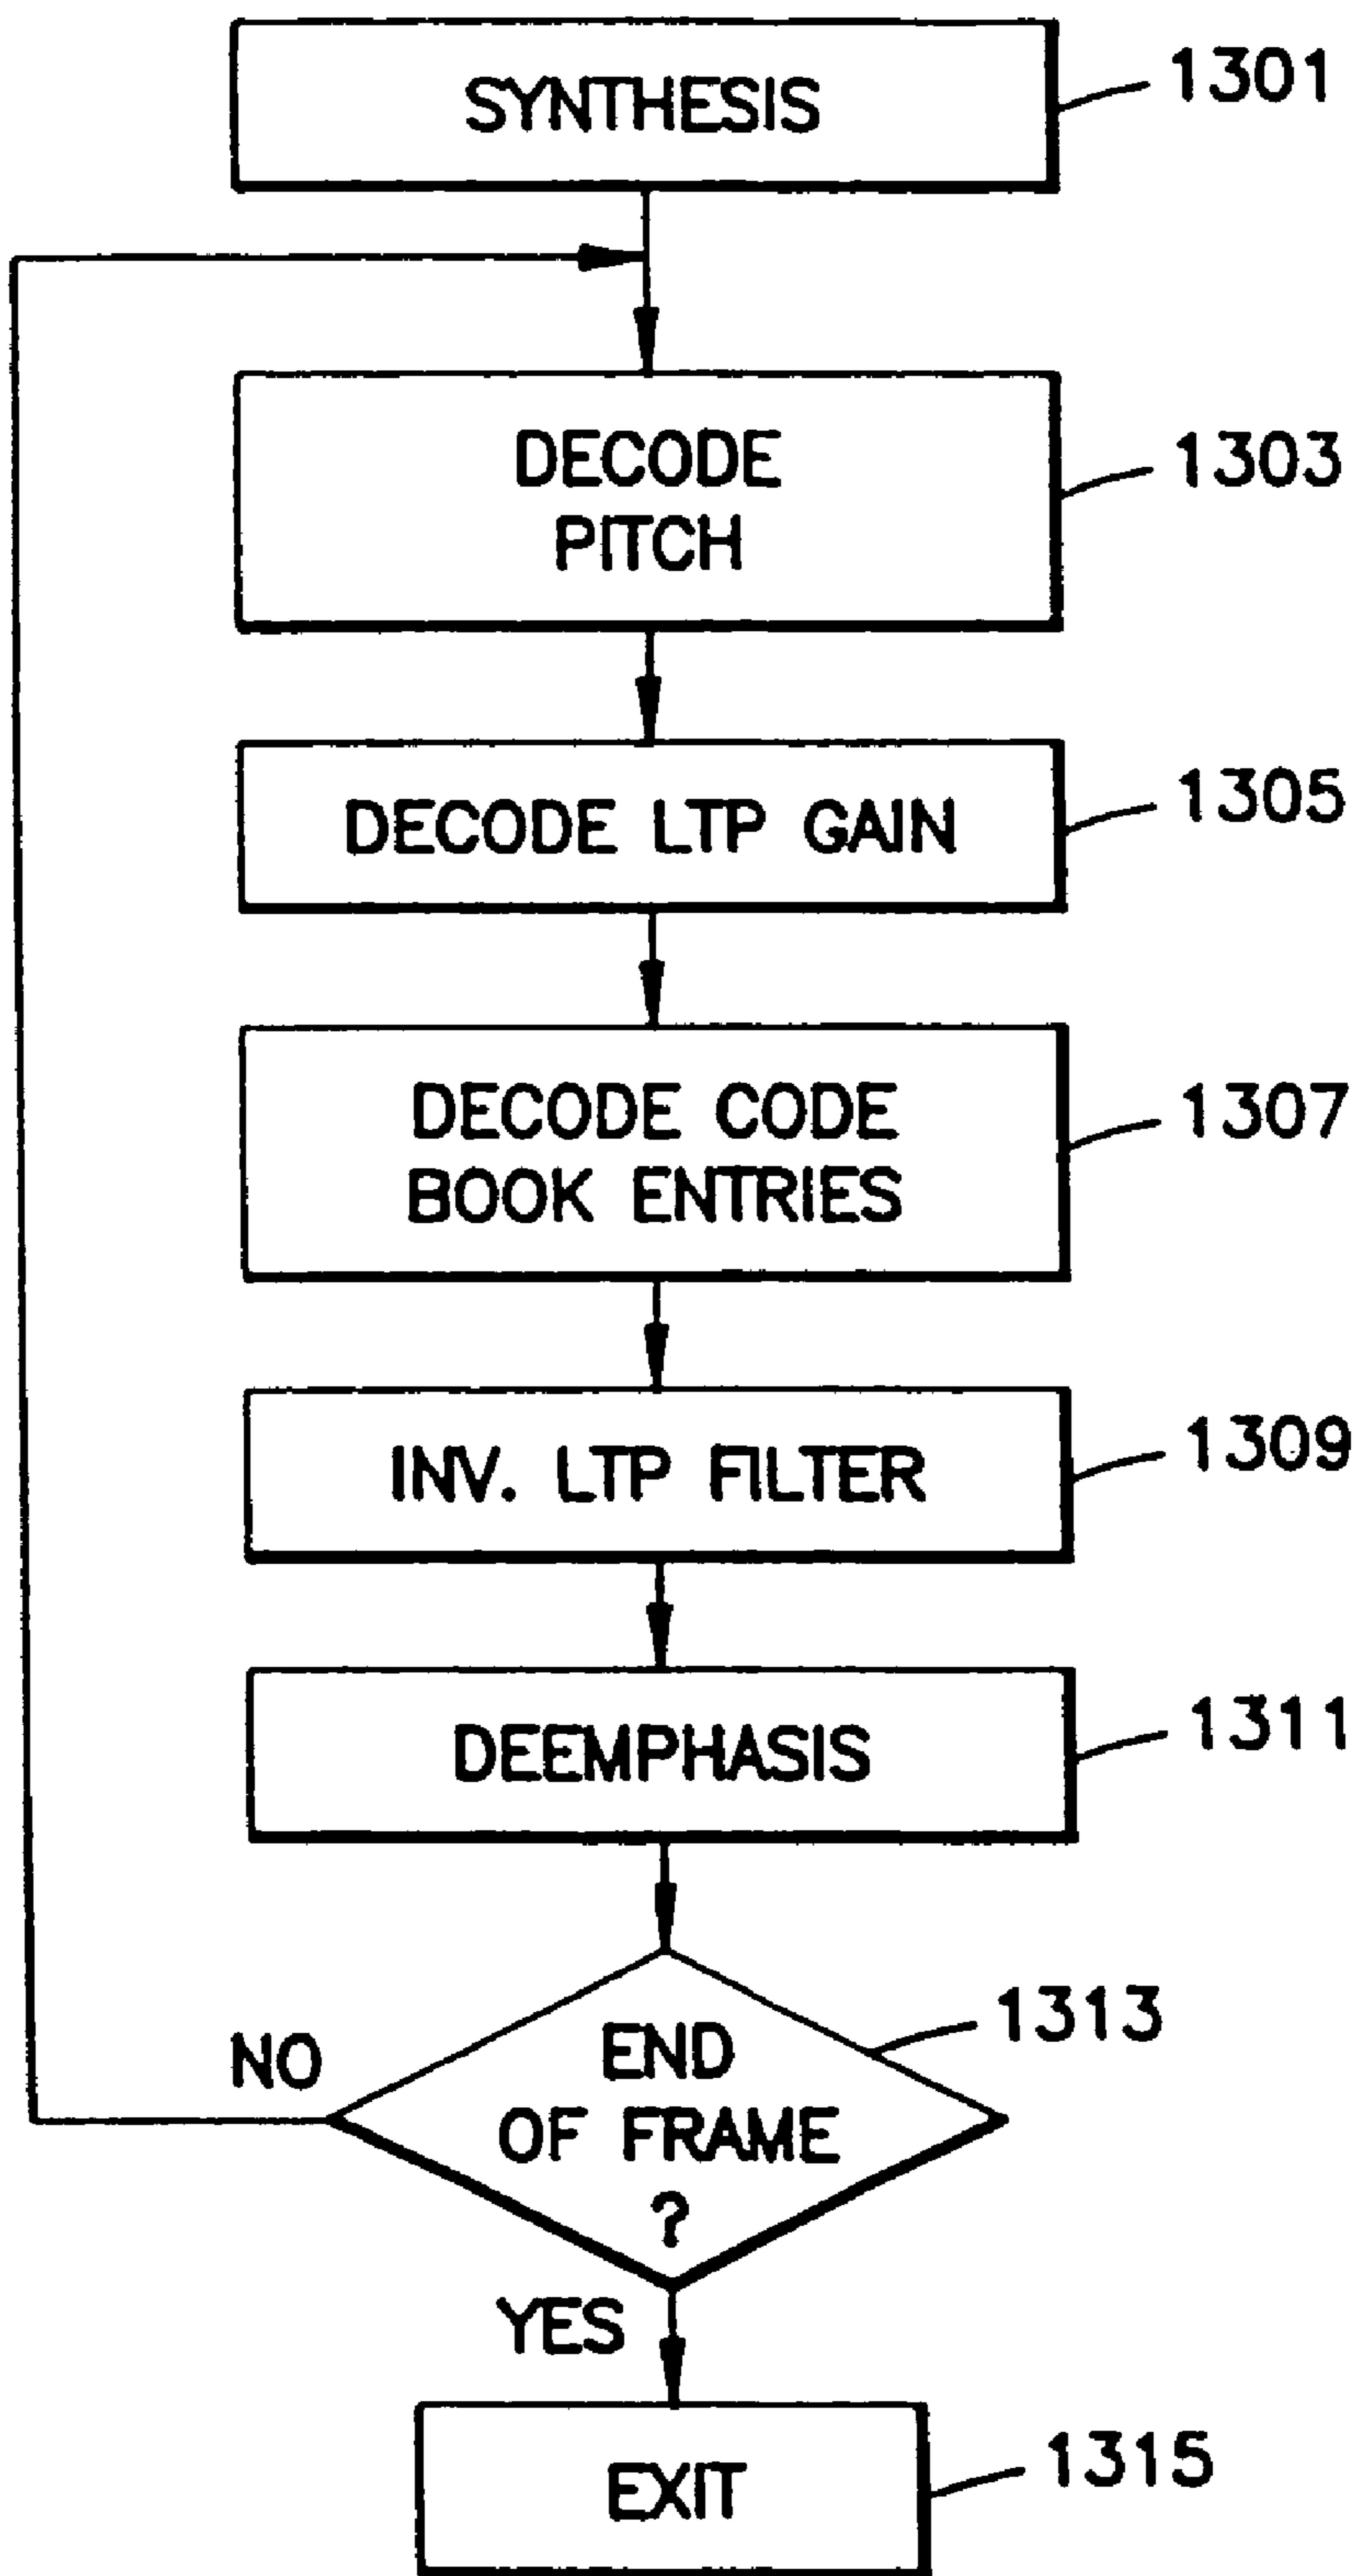 SYNTHESIS
1301
DECODE
PITCH
1303
DECODE LTP GAIN
1305
DECODE CODE
BOOK ENTRIES
1307
INV. LTP FILTER
1309
DEEMPHASIS
1311
END
OF FRAME
?
1313
NO
YES
EXIT
1315